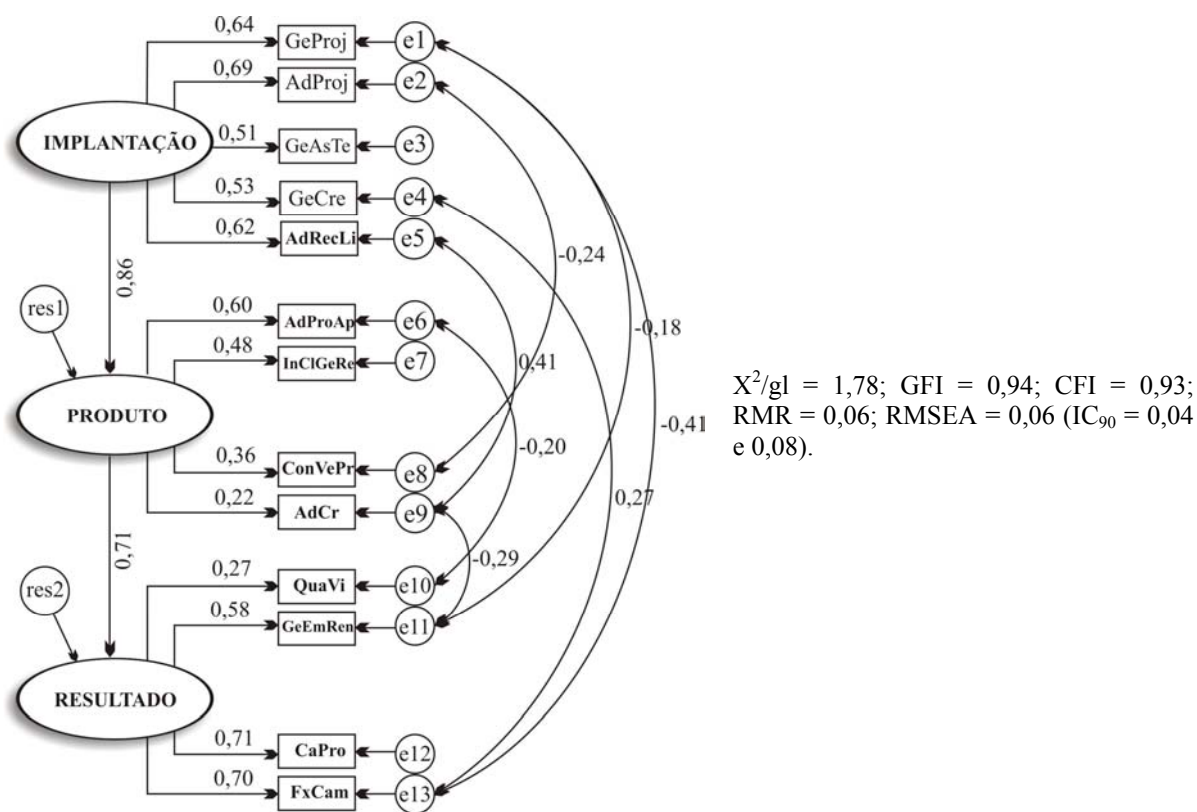 0,64
GeProj
e1
0,69
AdProj
e2
IMPLANTAÇÃO
0,51
GeAsTe
e3
0,53
GeCre
e4
0,62
AdRecLi
e5
-0,24
0,86
res1
0,60
AdProAp
e6
-0,18
0,48
InClGeRe
e7
0,41
PRODUTO
-0,41
-0,20
0,36
ConVePr
e8
0,27
0,22
AdCr
e9
0,71
-0,29
res2
0,27
QuaVi
e10
0,58
GeEmRen
e11
RESULTADO
0,71
CaPro
e12
0,70
FxCam
e13
X²/gl = 1,78; GFI = 0,94; CFI = 0,93;
RMR = 0,06; RMSEA = 0,06 (IC₉₀ = 0,04
e 0,08).